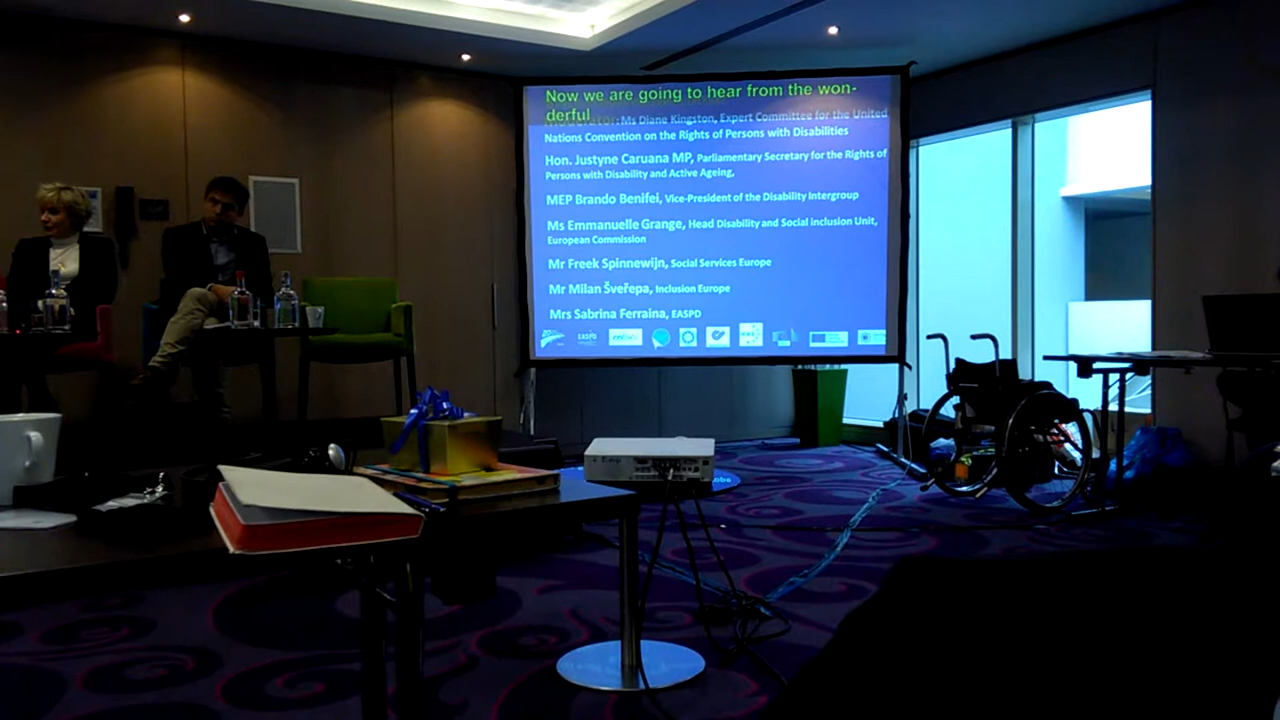 Now we are going to hear from the won-
derful
Moderator: Ms Diane Kingston, Expert Committee for the United
Nations Convention on the Rights of Persons with Disabilities
Hon. Justyne Caruana MP, Parliamentary Secretary for the Rights of
Persons with Disability and Active Ageing,
MEP Brando Benifei, Vice-President of the Disability Intergroup
Ms Emmanuelle Grange, Head Disability and Social inclusion Unit,
European Commission
Mr Freek Spinnewijn, Social Services Europe
Mr Milan Šveřepa, Inclusion Europe
Mrs Sabrina Ferraina, EASPD
EASPD